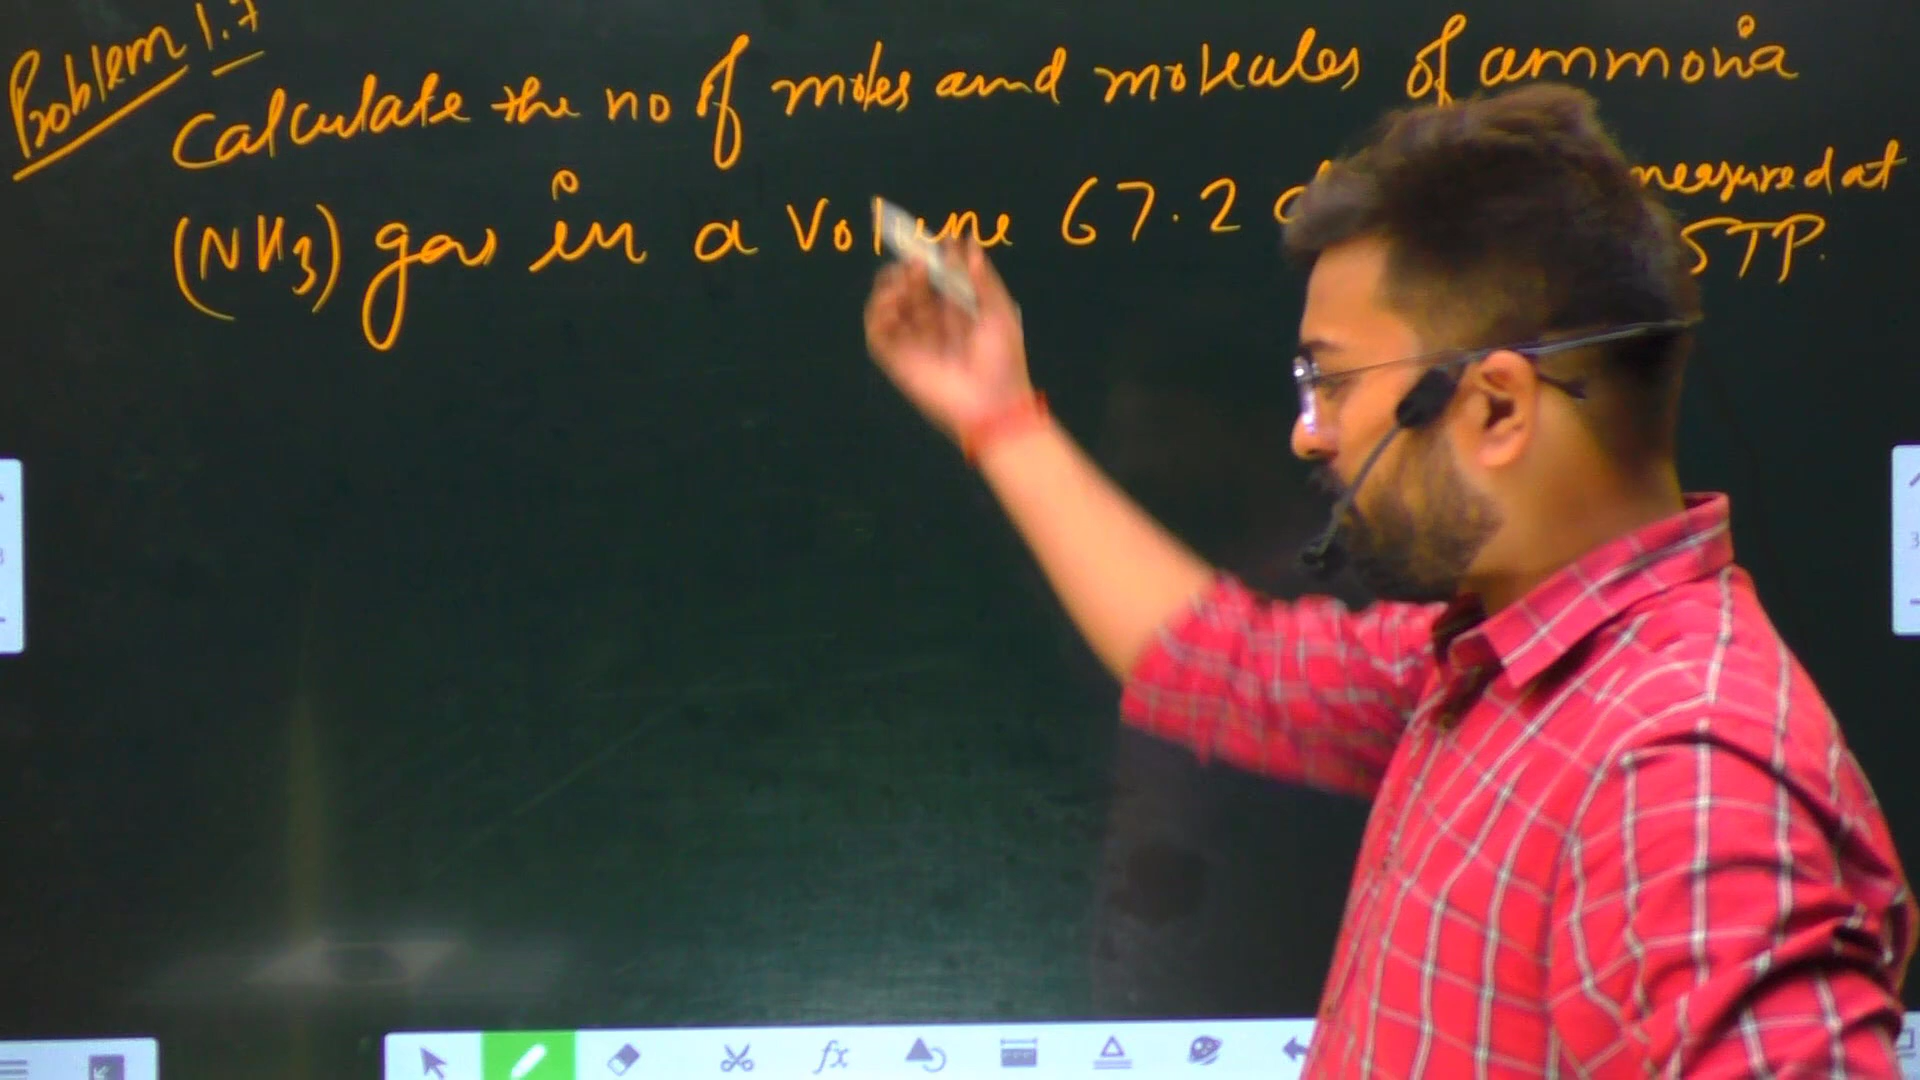 Problem 1.7
Calculate the no of moles and molecules of ammonia
(NH3) gas in a volume 67.2 measured at
STP.
fx